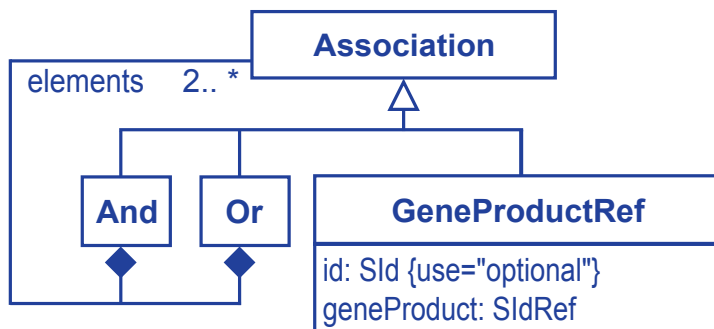 Association
elements 2.. *
And
Or
GeneProductRef
id: SId {use="optional"}
geneProduct: SIdRef